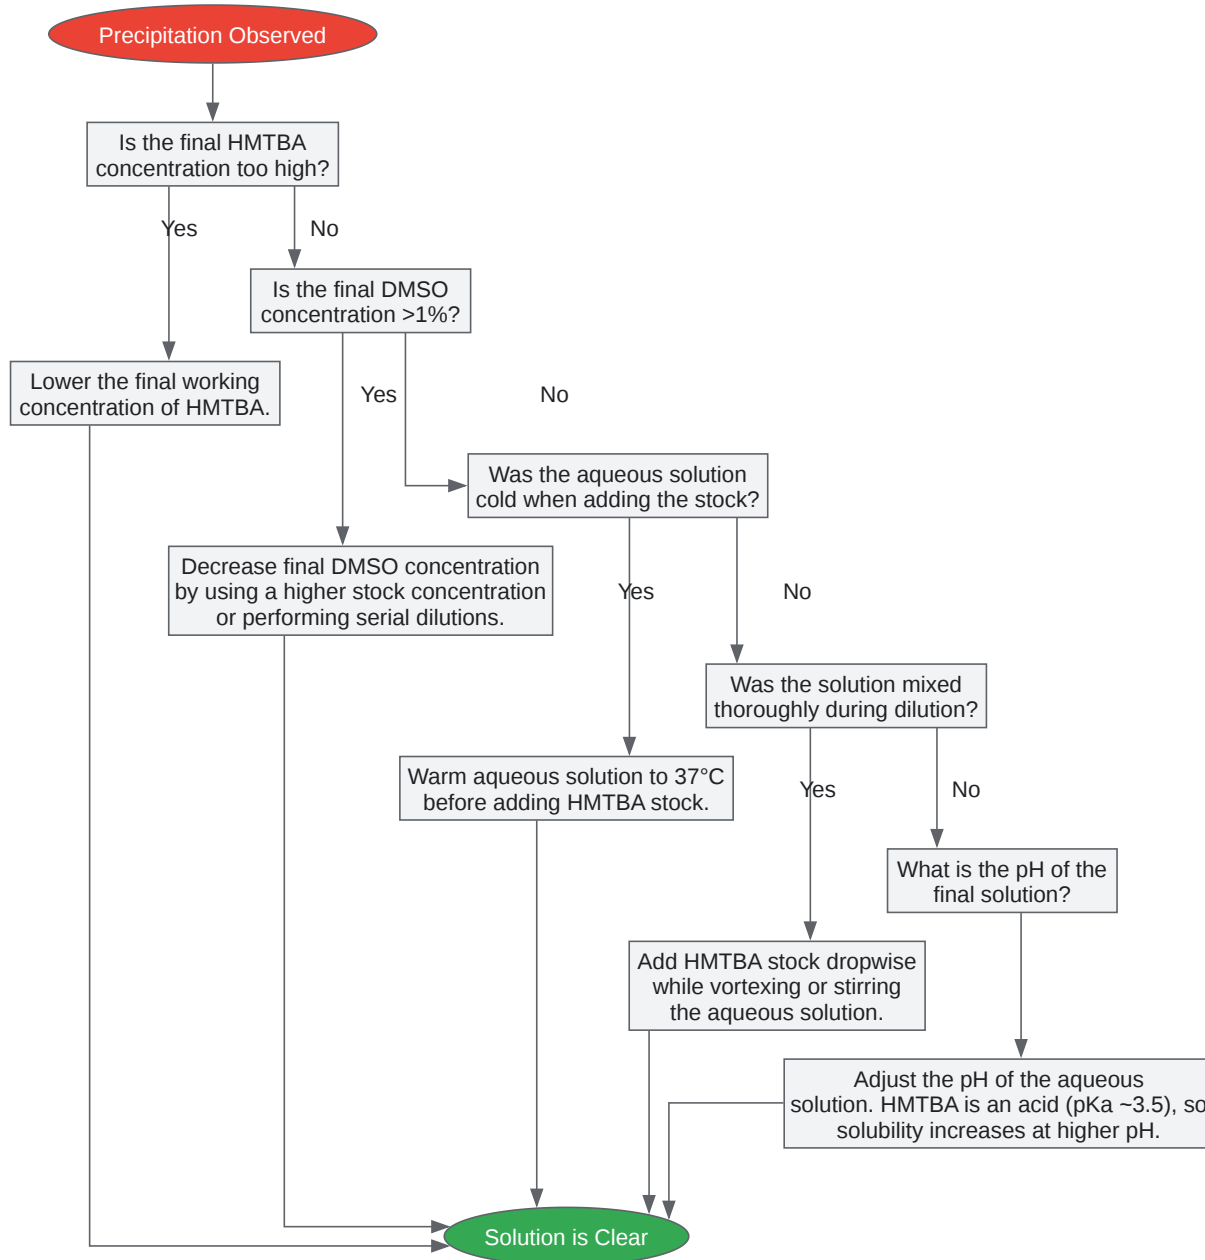 Precipitation Observed
Is the final HMTBA
concentration too high?
Yes
No
Is the final DMSO
concentration >1%?
Lower the final working
concentration of HMTBA.
Yes
No
Was the aqueous solution
cold when adding the stock?
Decrease final DMSO concentration
by using a higher stock concentration
or performing serial dilutions.
Yes
No
Was the solution mixed
thoroughly during dilution?
Warm aqueous solution to 37°C
before adding HMTBA stock.
Yes
No
What is the pH of the
final solution?
Add HMTBA stock dropwise
while vortexing or stirring
the aqueous solution.
Adjust the pH of the aqueous
solution. HMTBA is an acid (pKa ~3.5), so
solubility increases at higher pH.
Solution is Clear